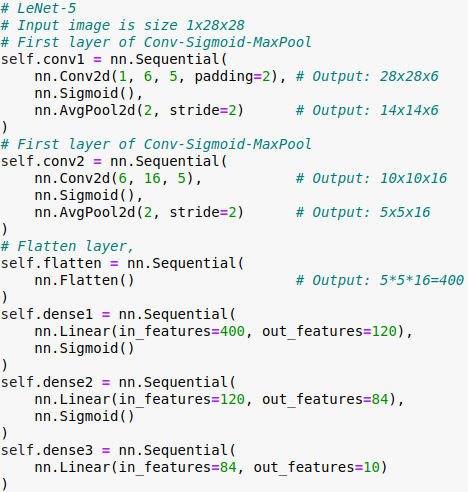 # LeNet-5
# Input image is size 1x28x28
# First layer of Conv-Sigmoid-MaxPool
self.conv1 = nn.Sequential(
    nn.Conv2d(1, 6, 5, padding=2), # Output: 28x28x6
    nn.Sigmoid(),
    nn.AvgPool2d(2, stride=2)      # Output: 14x14x6
)
# First layer of Conv-Sigmoid-MaxPool
self.conv2 = nn.Sequential(
    nn.Conv2d(6, 16, 5),           # Output: 10x10x16
    nn.Sigmoid(),
    nn.AvgPool2d(2, stride=2)      # Output: 5x5x16
)
# Flatten layer,
self.flatten = nn.Sequential(
    nn.Flatten()                   # Output: 5*5*16=400
)
self.dense1 = nn.Sequential(
    nn.Linear(in_features=400, out_features=120),
    nn.Sigmoid()
)
self.dense2 = nn.Sequential(
    nn.Linear(in_features=120, out_features=84),
    nn.Sigmoid()
)
self.dense3 = nn.Sequential(
    nn.Linear(in_features=84, out_features=10)
)